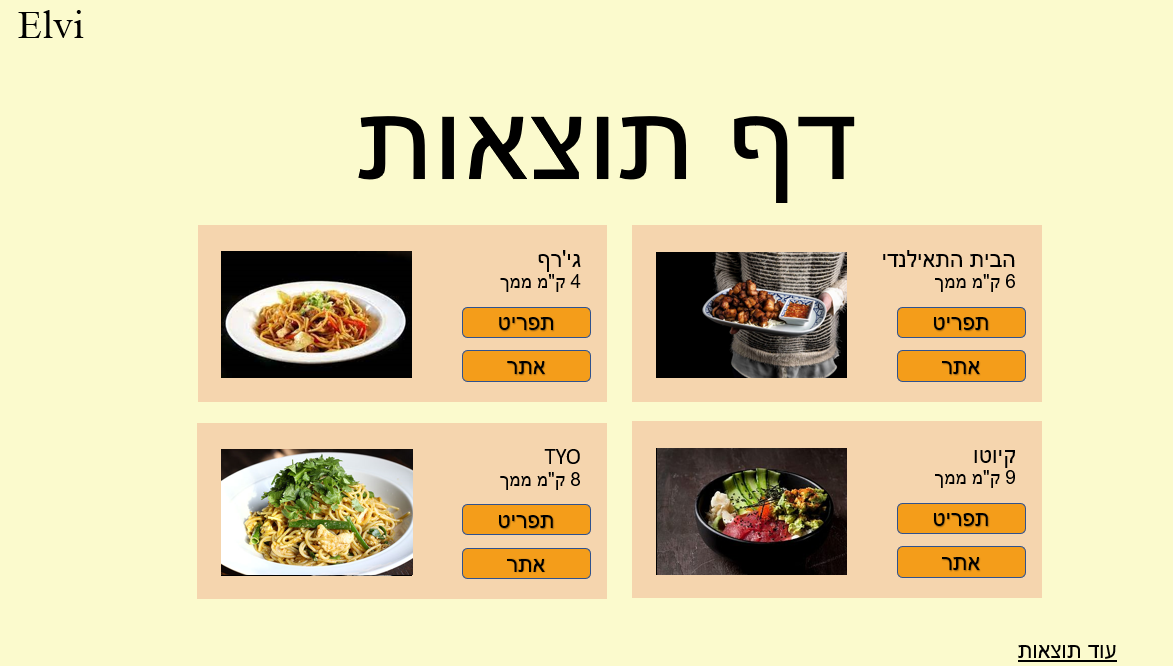 Elvi
דף תוצאות
הבית התאילנדי
6 ק"מ ממך
תפריט
אתר
ג'ירף
4 ק"מ ממך
תפריט
אתר
קיוטו
9 ק"מ ממך
תפריט
אתר
TYO
8 ק"מ ממך
תפריט
אתר
עוד תוצאות